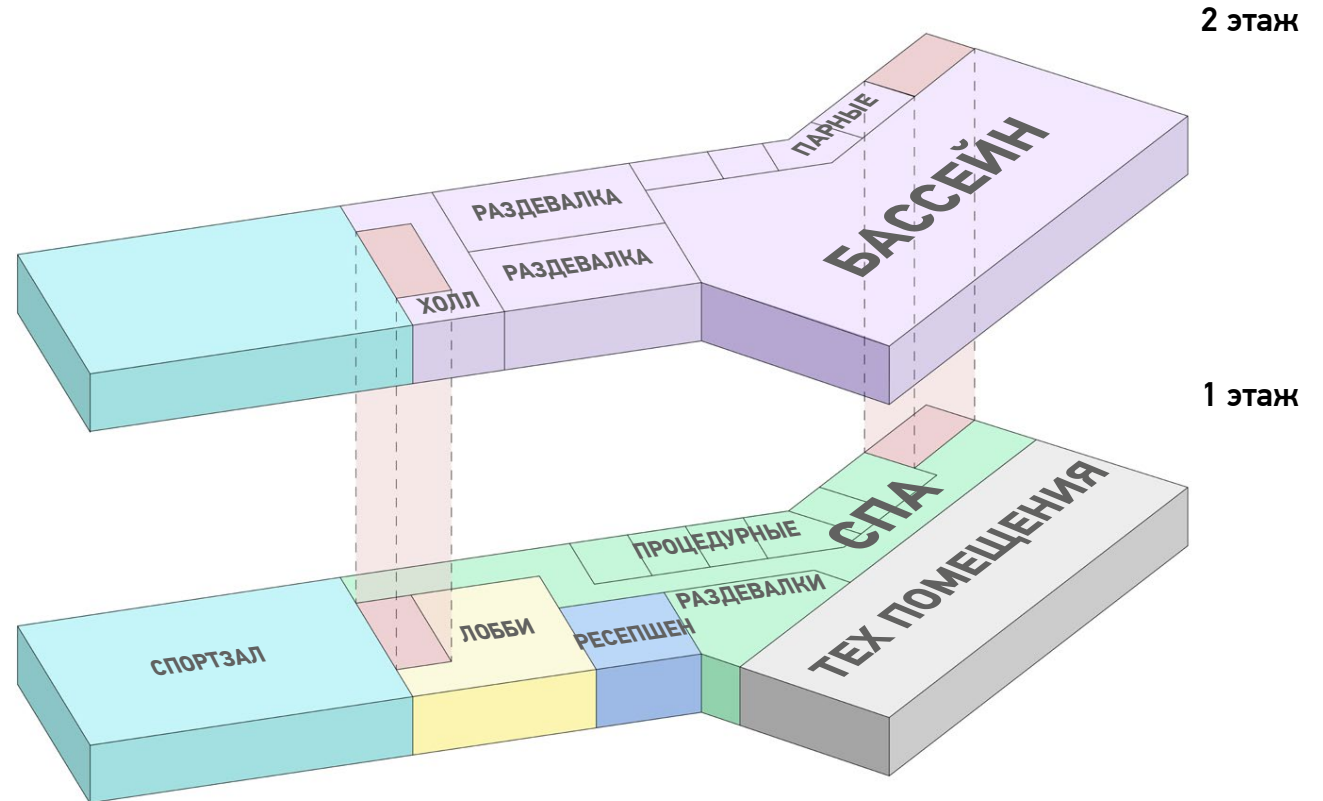 2 этаж
ПАРНЫЕ
БАССЕЙН
РАЗДЕВАЛКА
РАЗДЕВАЛКА
ХОЛЛ
1 этаж
СПА
ПРОЦЕДУРНЫЕ
РАЗДЕВАЛКИ
ТЕХ ПОМЕЩЕНИЯ
ЛОББИ
РЕСЕПШЕН
СПОРТЗАЛ